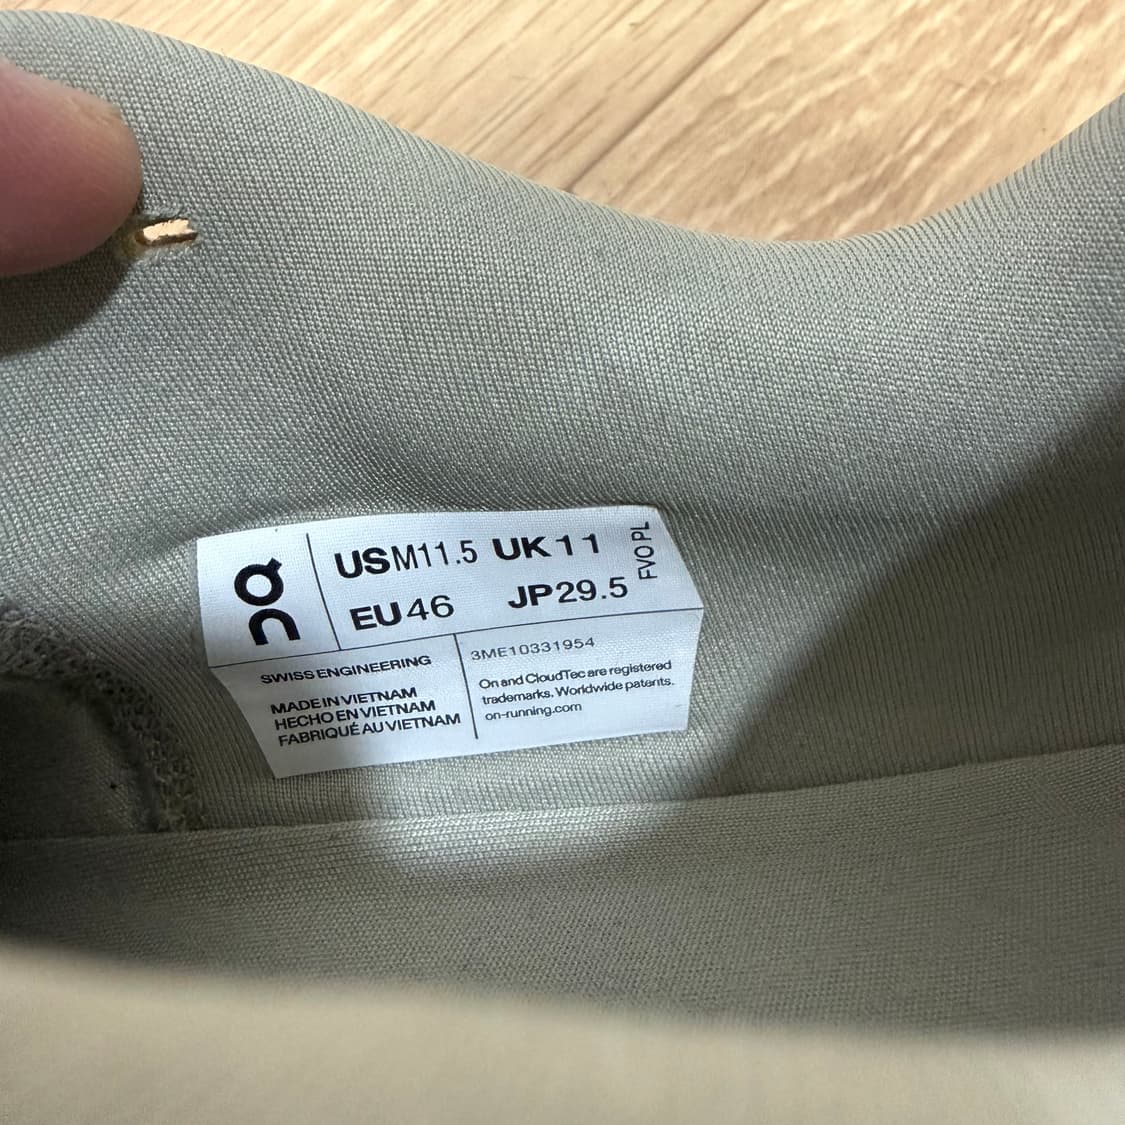 On
USM11.5 UK11
EU46 JP29.5
FVO PL
SWISS ENGINEERING
MADE IN VIETNAM
HECHO EN VIETNAM
FABRIQUÉ AU VIETNAM
3ME10331954
On and CloudTec are registered
trademarks. Worldwide patents.
on-running.com